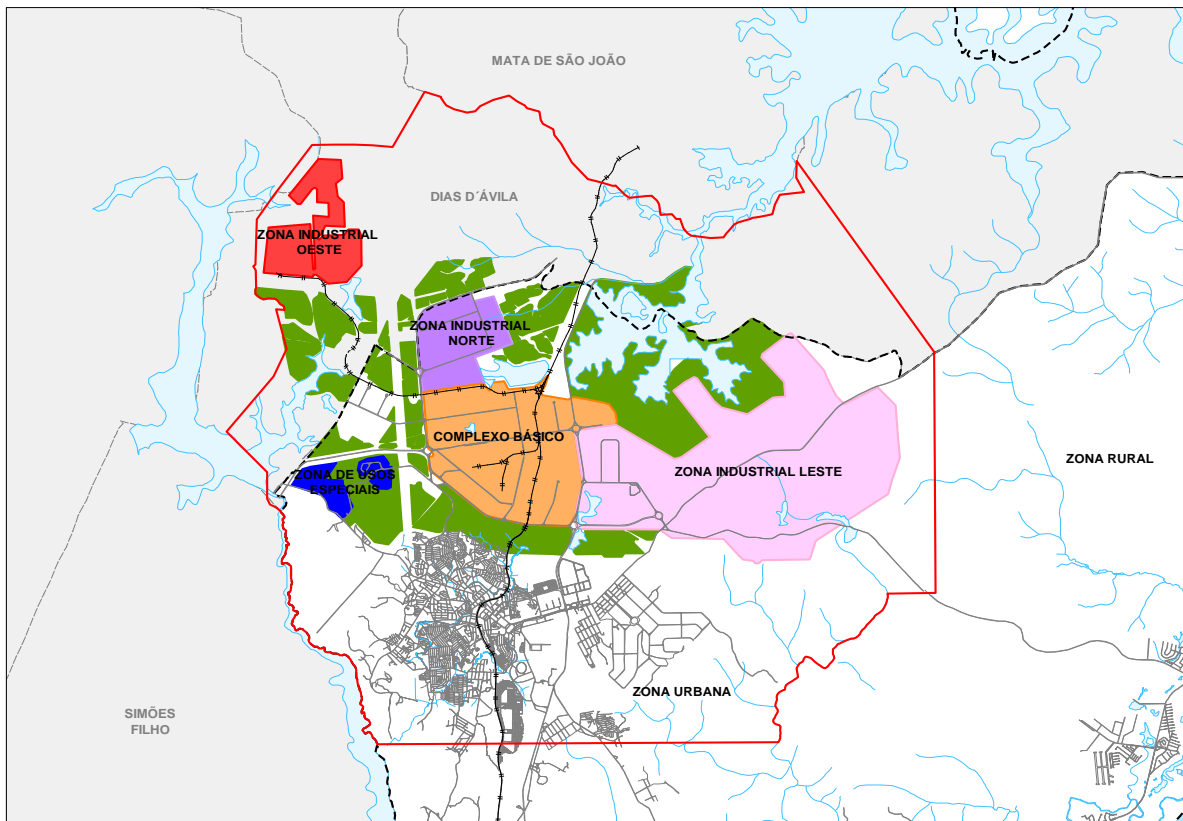 MATA DE SÃO JOÃO
DIAS D´ÁVILA
ZONA INDUSTRIAL
OESTE
ZONA INDUSTRIAL
NORTE
COMPLEXO BÁSICO
ZONA INDUSTRIAL LESTE
ZONA RURAL
ZONA DE USOS
ESPECIAIS
ZONA URBANA
SIMÕES
FILHO